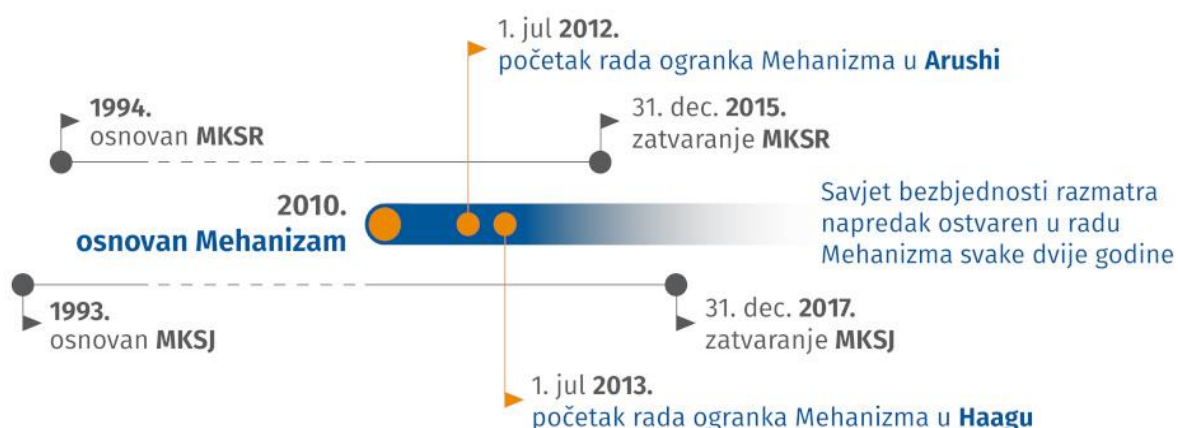 1. jul 2012.
početak rada ogranka Mehanizma u Arushi
1994.
osnovan MKSR
31. dec. 2015.
zatvaranje MKSR
2010.
osnovan Mehanizam
Savjet bezbjednosti razmatra
napredak ostvaren u radu
Mehanizma svake dvije godine
1993.
osnovan MKSJ
31. dec. 2017.
zatvaranje MKSJ
1. jul 2013.
početak rada ogranka Mehanizma u Haagu